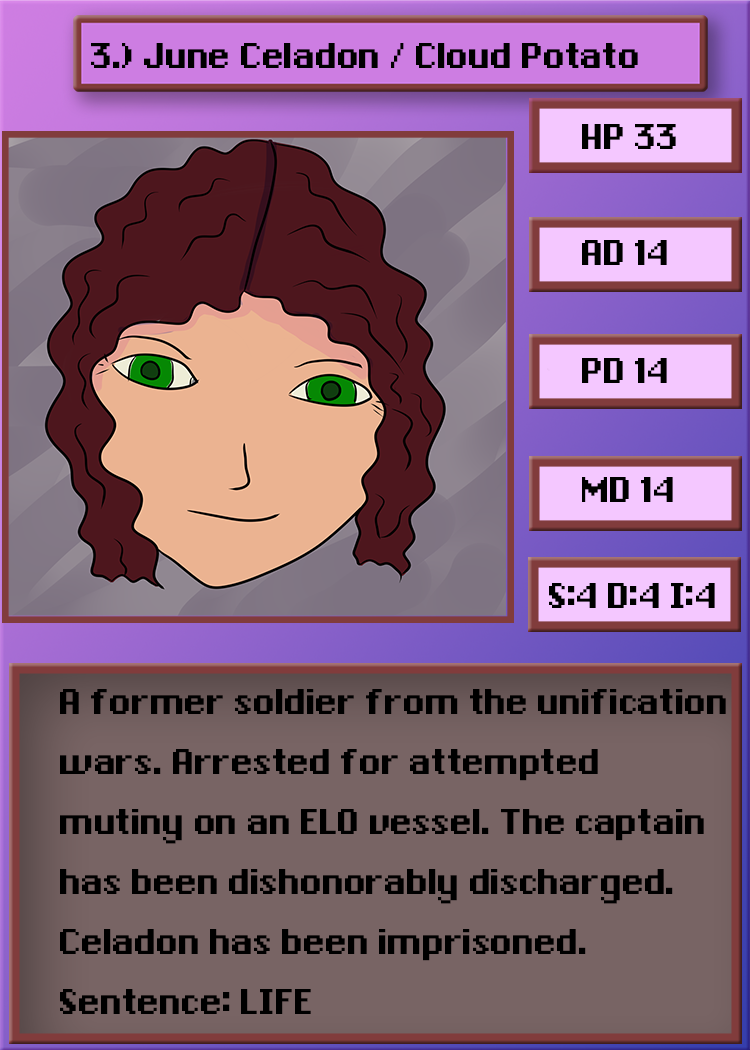 3.) June Celadon / Cloud Potato
HP 33
AD 14
PD 14
MD 14
S:4 D:4 I:4
A former soldier from the unification
wars. Arrested for attempted
mutiny on an ELO vessel. The captain
has been dishonorably discharged.
Celadon has been imprisoned.
Sentence: LIFE